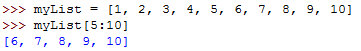 >>> myList = [1, 2, 3, 4, 5, 6, 7, 8, 9, 10]
>>> myList[5:10]
[6, 7, 8, 9, 10]